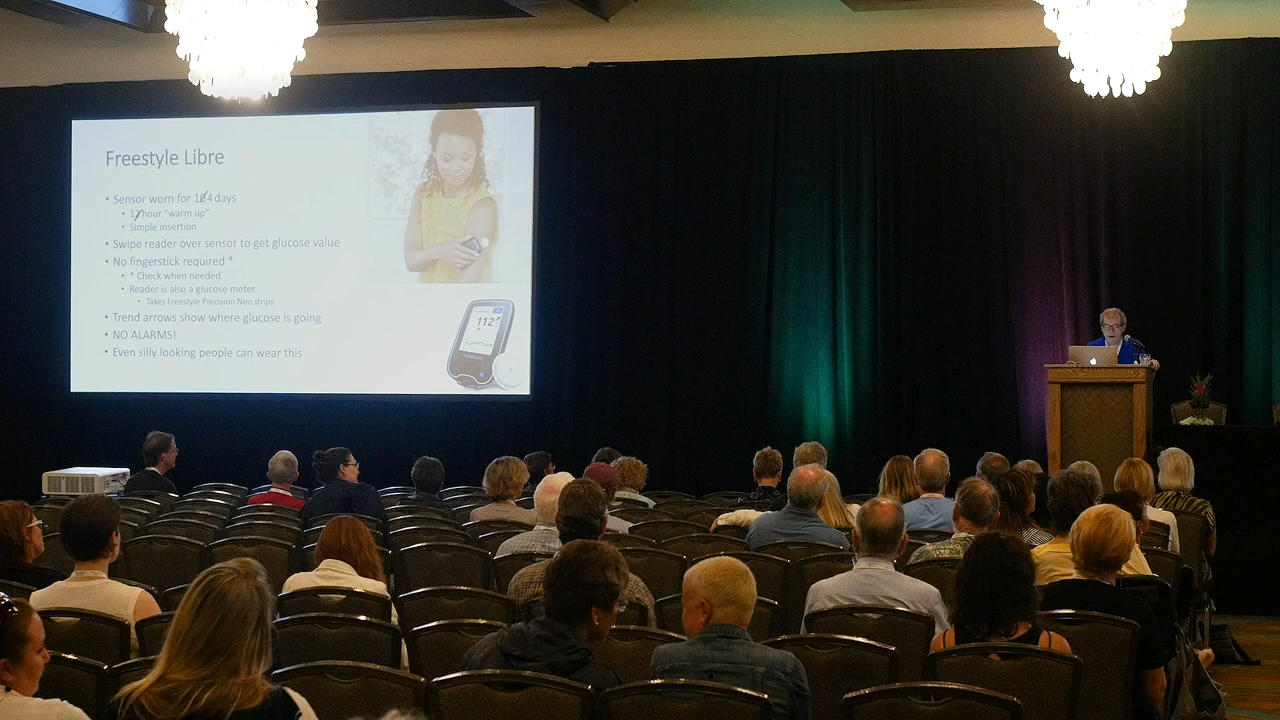 Freestyle Libre
• Sensor worn for 104 days
• 12 hour "warm up"
• Simple insertion
• Swipe reader over sensor to get glucose value
• No fingerstick required *
• * Check when needed
• Reader is also a glucose meter
• Takes Freestyle Precision Neo strips
• Trend arrows show where glucose is going
• NO ALARMS!
• Even silly looking people can wear this
112